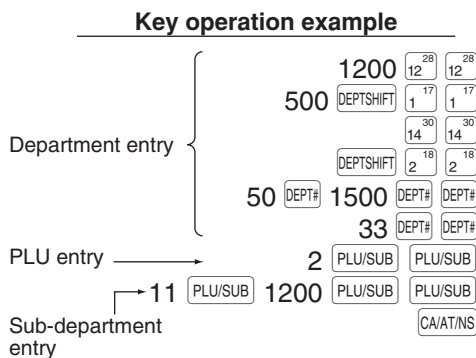 Key operation example
1200 12 28 12 28
500 DEPTSHIFT 1 17 1 17
14 30 14 30
Department entry
DEPTSHIFT 2 18 2 18
50 DEPT# 1500 DEPT# DEPT#
33 DEPT# DEPT#
PLU entry 2 PLU/SUB PLU/SUB
11 PLU/SUB 1200 PLU/SUB PLU/SUB
Sub-department CA/AT/NS
entry